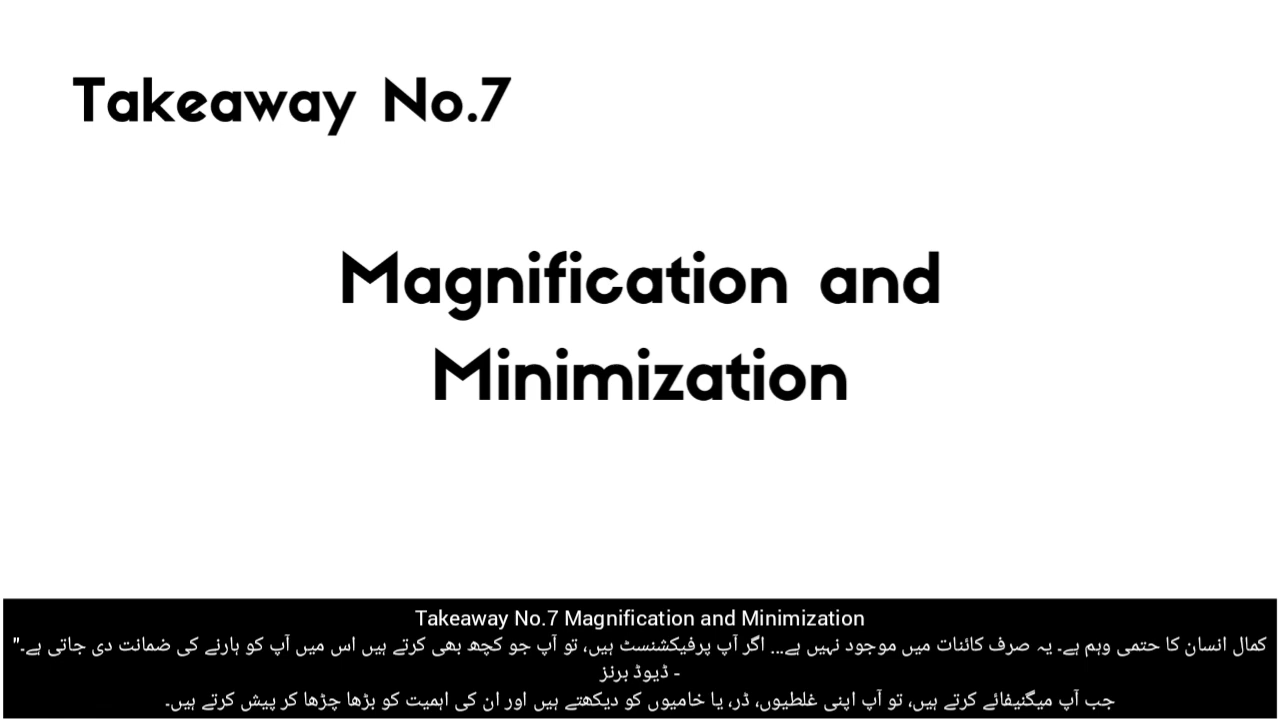 Takeaway No.7
Magnification and
Minimization
Takeaway No.7 Magnification and Minimization
کمال انسان کا حتمی وہم ہے۔ یہ صرف کائنات میں موجود نہیں ہے... اگر آپ پرفیکشنسٹ ہیں، تو آپ جو کچھ بھی کرتے ہیں اس میں آپ کو ہارنے کی ضمانت دی جاتی ہے۔"
- ڈیوڈ برنز
جب آپ میگنیفائے کرتے ہیں، تو آپ اپنی غلطیوں، ڈر، یا خامیوں کو دیکھتے ہیں اور ان کی اہمیت کو بڑھا چڑھا کر پیش کرتے ہیں۔